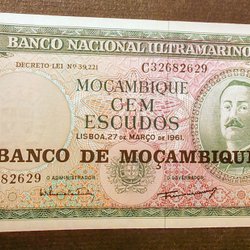 BANCO NACIONAL ULTRAMARINO
DECRETO-LEI Nº 39,221 C32682629
MOÇAMBIQUE
CEM
ESCUDOS
LISBOA, 27 DE MARÇO DE 1961
BANCO DE MOÇAMBIQUE
82629 O ADMINISTRADOR O GOVERNADOR